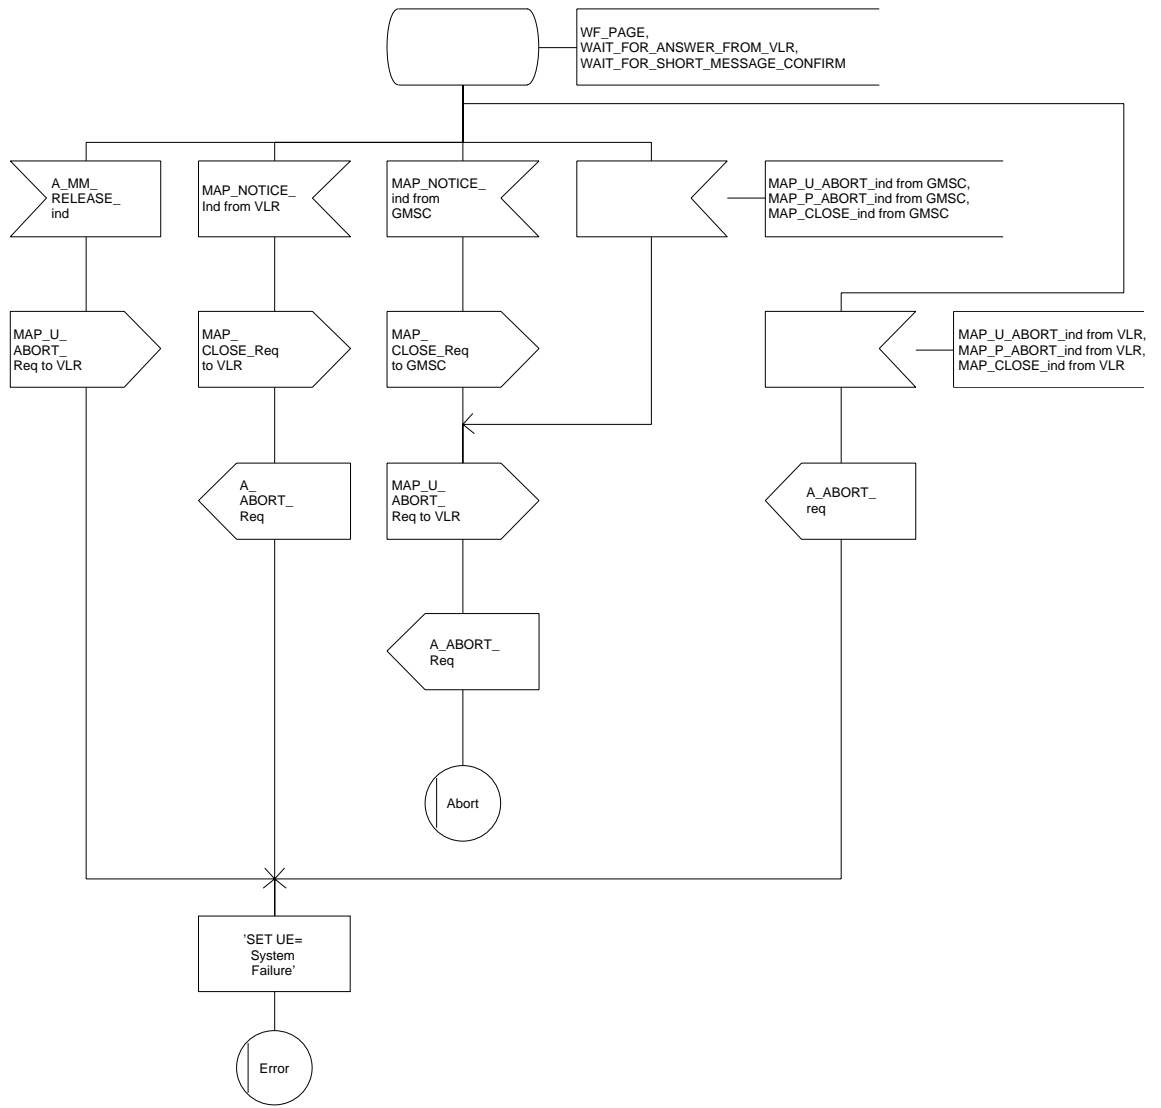 WF_PAGE,
WAIT_FOR_ANSWER_FROM_VLR,
WAIT_FOR_SHORT_MESSAGE_CONFIRM
A_MM_
RELEASE_
ind
MAP_NOTICE_
Ind from VLR
MAP_NOTICE_
ind from
GMSC
MAP_U_ABORT_ind from GMSC,
MAP_P_ABORT_ind from GMSC,
MAP_CLOSE_ind from GMSC
MAP_U_
ABORT_
Req to VLR
MAP_
CLOSE_Req
to VLR
MAP_
CLOSE_Req
to GMSC
MAP_U_ABORT_ind from VLR,
MAP_P_ABORT_ind from VLR,
MAP_CLOSE_ind from VLR
A_
ABORT_
Req
MAP_U_
ABORT_
Req to VLR
A_ABORT_
req
A_ABORT_
Req
Abort
'SET UE=
System
Failure'
Error